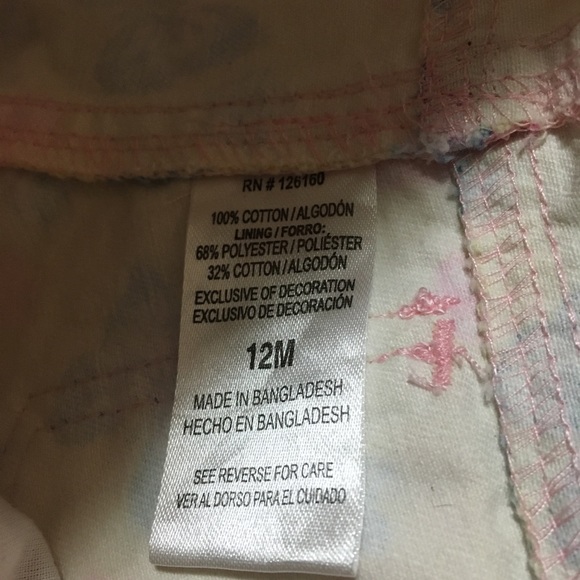 RN # 126160
100% COTTON / ALGODÓN
LINING / FORRO:
68% POLYESTER / POLIÉSTER
32% COTTON / ALGODÓN
EXCLUSIVE OF DECORATION
EXCLUSIVO DE DECORACIÓN
12M
MADE IN BANGLADESH
HECHO EN BANGLADESH
SEE REVERSE FOR CARE
VER AL DORSO PARA EL CUIDADO